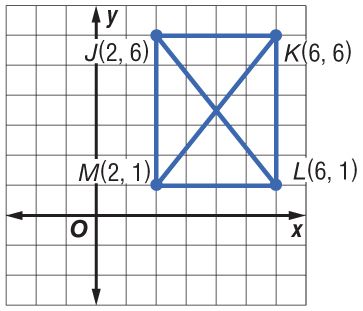 y
J(2, 6)
K(6, 6)
M(2, 1)
L(6, 1)
O
x